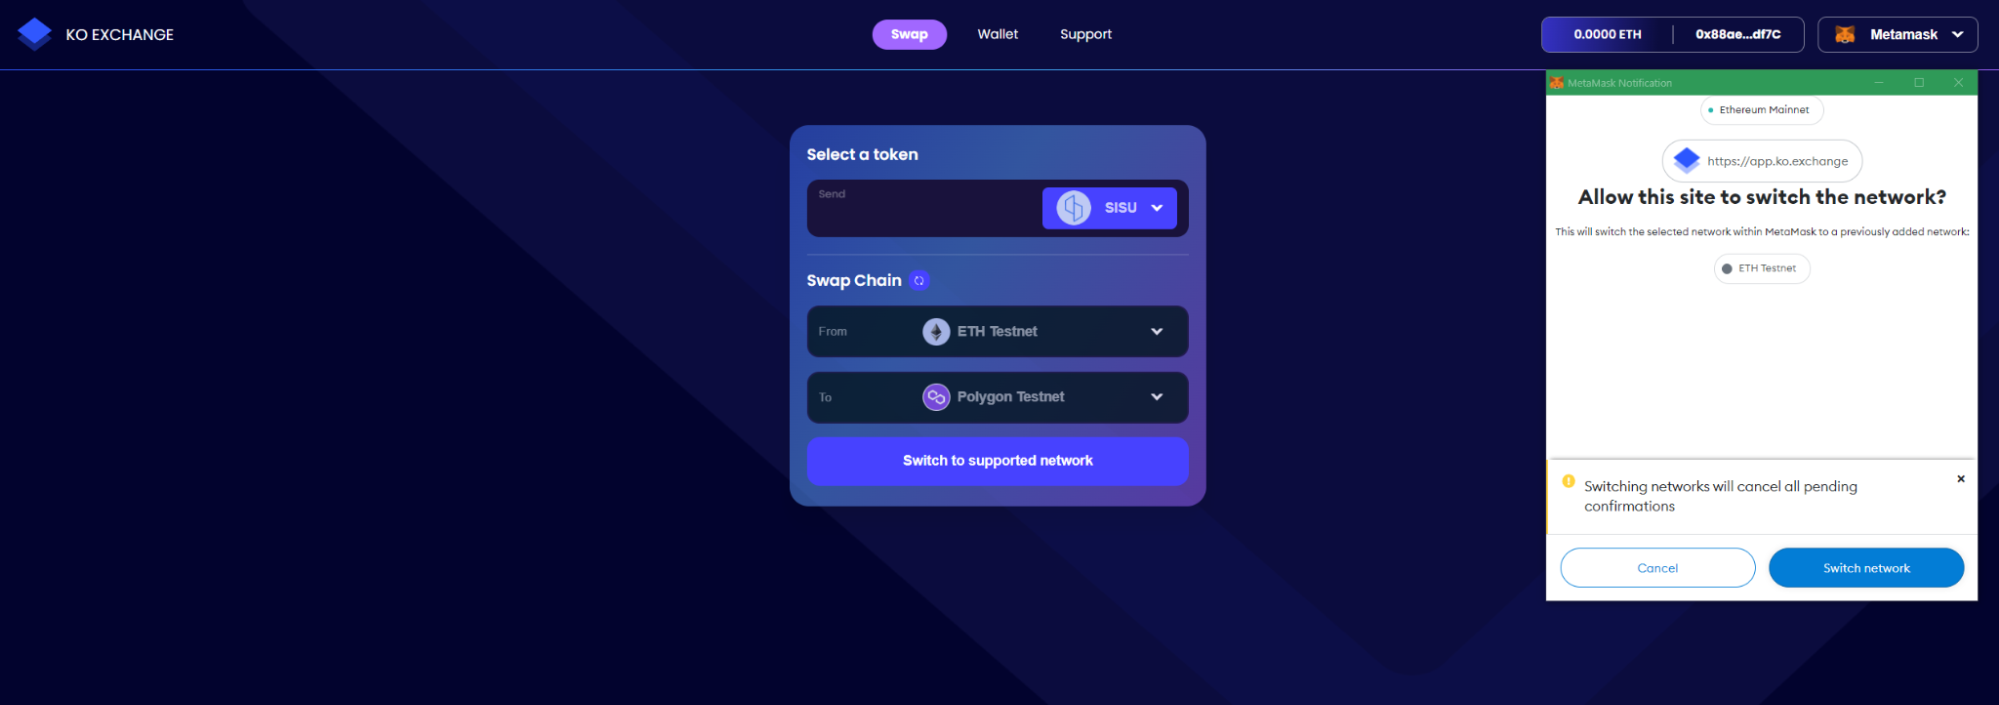 KO EXCHANGE
Swap
Wallet
Support
0.0000 ETH
0x88ae...df7C
Metamask
Select a token
Send
SISU
Swap Chain
From
ETH Testnet
To
Polygon Testnet
Switch to supported network
MetaMask Notification
Ethereum Mainnet
https://app.ko.exchange
Allow this site to switch the network?
This will switch the selected network within MetaMask to a previously added network:
ETH Testnet
Switching networks will cancel all pending
confirmations
Cancel
Switch network